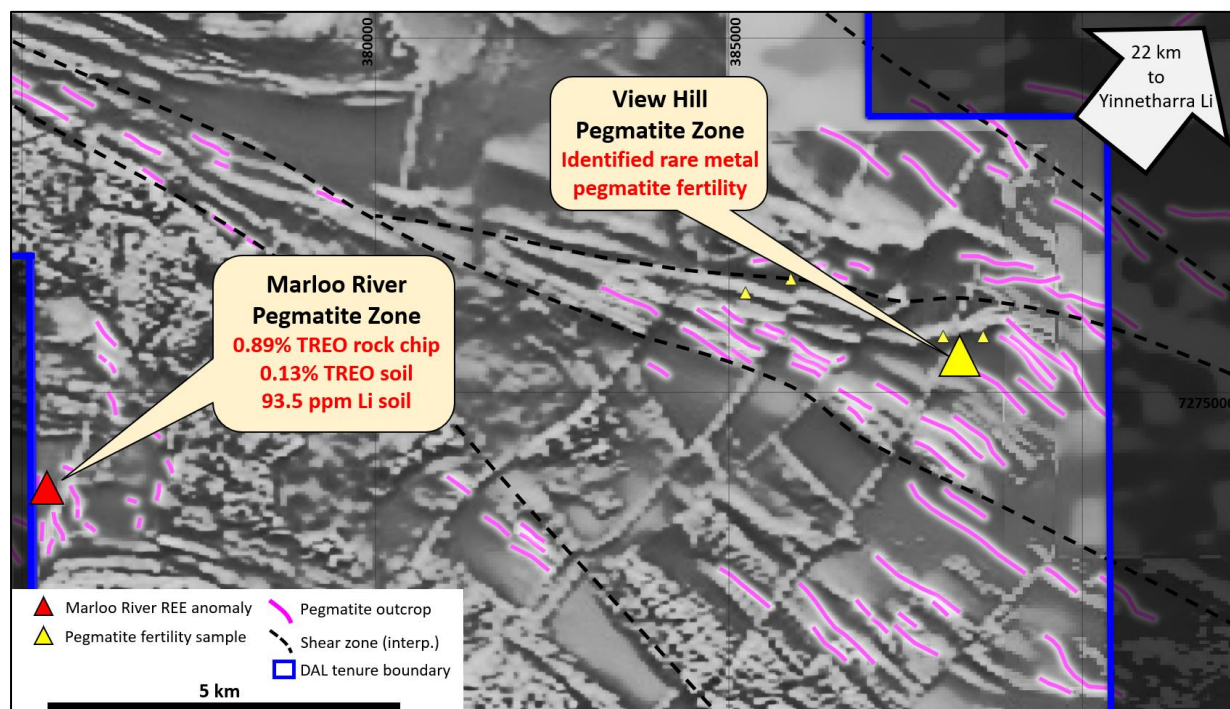 380000
385000
22 km
to
Yinnetharra Li
View Hill
Pegmatite Zone
Identified rare metal
pegmatite fertility
Marloo River
Pegmatite Zone
0.89% TREO rock chip
0.13% TREO soil
93.5 ppm Li soil
7275000
Marloo River REE anomaly
Pegmatite fertility sample
Pegmatite outcrop
Shear zone (interp.)
DAL tenure boundary
5 km